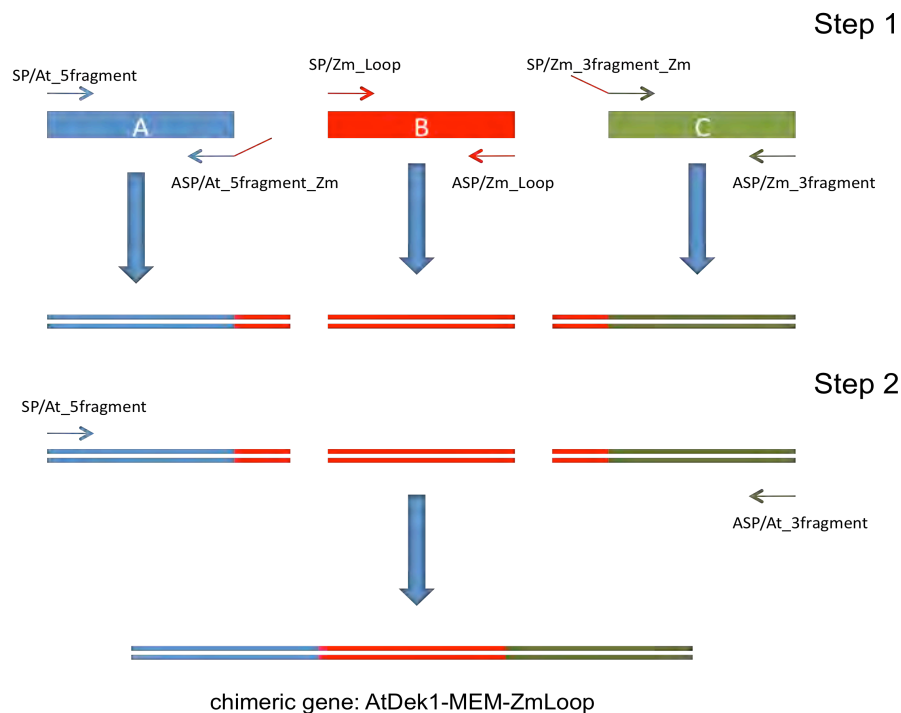 Step 1
SP/At_5fragment
SP/Zm_Loop
SP/Zm_3fragment_Zm
A
B
C
ASP/At_5fragment_Zm
ASP/Zm_Loop
ASP/Zm_3fragment
Step 2
SP/At_5fragment
ASP/At_3fragment
chimeric gene: AtDek1-MEM-ZmLoop